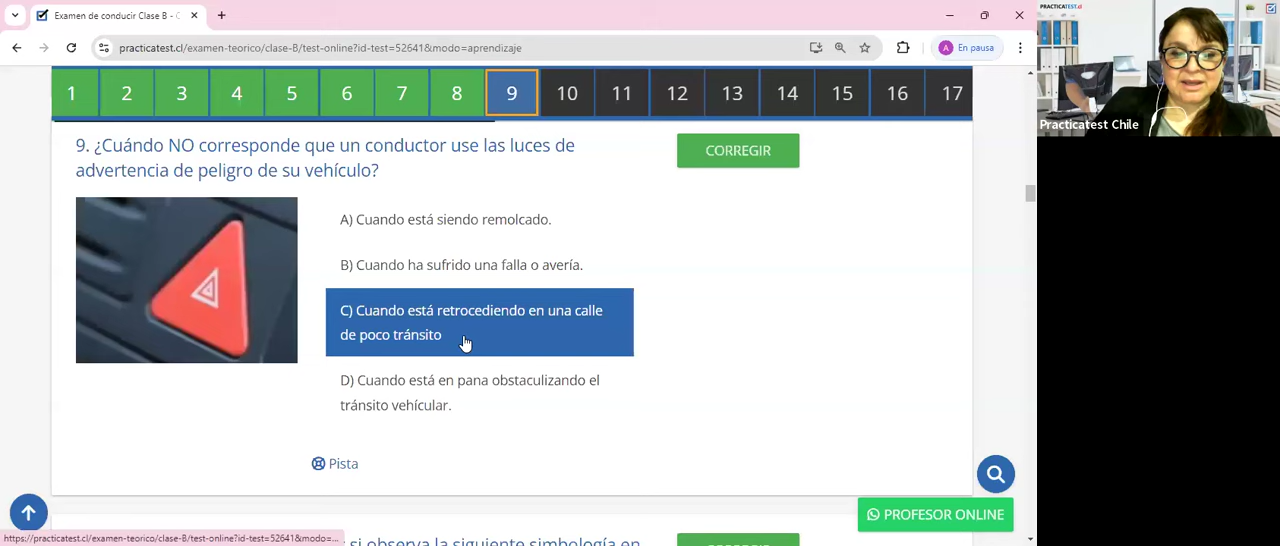 Examen de conducir Clase B - C
practicatest.cl/examen-teorico/clase-B/test-online?id-test=52641&modo=aprendizaje
A
En pausa
1 2 3 4 5 6 7 8 9 10 11 12 13 14 15 16 17
9. ¿Cuándo NO corresponde que un conductor use las luces de
advertencia de peligro de su vehículo?
CORREGIR
A) Cuando está siendo remolcado.
B) Cuando ha sufrido una falla o avería.
C) Cuando está retrocediendo en una calle
de poco tránsito
D) Cuando está en pana obstaculizando el
tránsito vehícular.
Pista
PROFESOR ONLINE
https://practicatest.cl/examen-teorico/clase-B/test-online?id-test=52641&modo=...
si observa la siguiente simbología en
PRACTICATEST.cl
Practicatest Chile